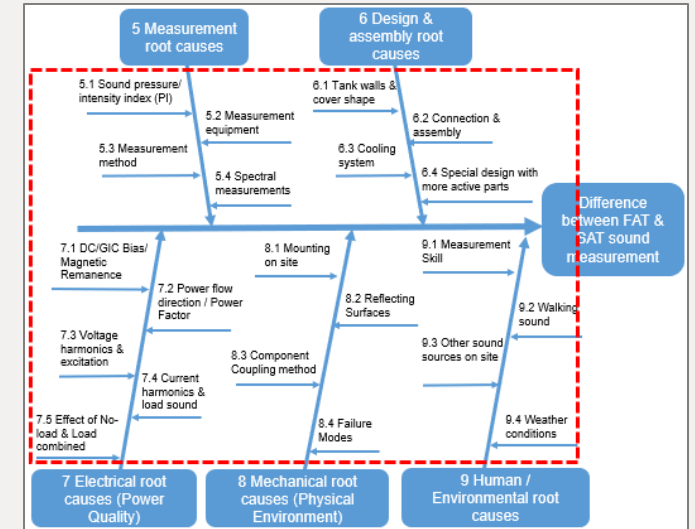 5 Measurement
root causes
6 Design &
assembly root
causes
5.1 Sound pressure/
intensity index (PI)
5.2 Measurement
equipment
5.3 Measurement
method
5.4 Spectral
measurements
6.1 Tank walls &
cover shape
6.2 Connection &
assembly
6.3 Cooling
system
6.4 Special design with
more active parts
Difference
between FAT &
SAT sound
measurement
7.1 DC/GIC Bias/
Magnetic
Remanence
7.2 Power flow
direction / Power
Factor
7.3 Voltage
harmonics &
excitation
7.4 Current
harmonics &
load sound
7.5 Effect of No-
load & Load
combined
8.1 Mounting
on site
8.2 Reflecting
Surfaces
8.3 Component
Coupling method
8.4 Failure
Modes
9.1 Measurement
Skill
9.2 Walking
sound
9.3 Other sound
sources on site
9.4 Weather
conditions
7 Electrical root
causes (Power
Quality)
8 Mechanical root
causes (Physical
Environment)
9 Human /
Environmental root
causes